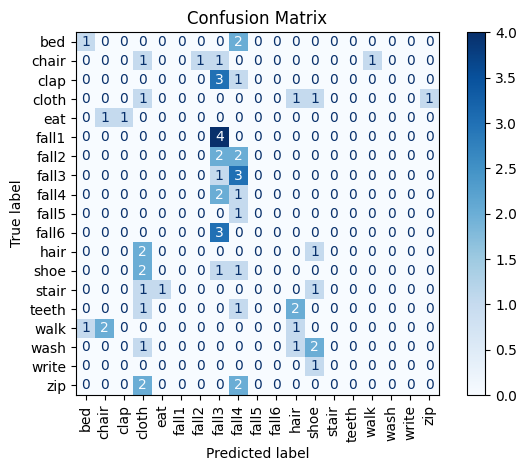 Confusion Matrix
bed 1 0 0 0 0 0 0 0 2 0 0 0 0 0 0 0 0 0 0
chair 0 0 0 1 0 0 1 1 0 0 0 0 0 0 0 1 0 0 0
clap 0 0 0 0 0 0 0 3 1 0 0 0 0 0 0 0 0 0 0
cloth 0 0 0 1 0 0 0 0 0 0 0 1 1 0 0 0 0 0 1
eat 0 1 1 0 0 0 0 0 0 0 0 0 0 0 0 0 0 0 0
fall1 0 0 0 0 0 0 0 4 0 0 0 0 0 0 0 0 0 0 0
fall2 0 0 0 0 0 0 0 2 2 0 0 0 0 0 0 0 0 0 0
fall3 0 0 0 0 0 0 0 1 3 0 0 0 0 0 0 0 0 0 0
fall4 0 0 0 0 0 0 0 2 1 0 0 0 0 0 0 0 0 0 0
fall5 0 0 0 0 0 0 0 0 1 0 0 0 0 0 0 0 0 0 0
fall6 0 0 0 0 0 0 0 3 0 0 0 0 0 0 0 0 0 0 0
hair 0 0 0 2 0 0 0 0 0 0 0 0 1 0 0 0 0 0 0
shoe 0 0 0 2 0 0 0 1 1 0 0 0 0 0 0 0 0 0 0
stair 0 0 0 1 1 0 0 0 0 0 0 0 1 0 0 0 0 0 0
teeth 0 0 0 1 0 0 0 0 1 0 0 2 0 0 0 0 0 0 0
walk 1 2 0 0 0 0 0 0 0 0 0 1 0 0 0 0 0 0 0
wash 0 0 0 1 0 0 0 0 0 0 0 1 2 0 0 0 0 0 0
write 0 0 0 0 0 0 0 0 0 0 0 0 1 0 0 0 0 0 0
zip 0 0 0 2 0 0 0 0 2 0 0 0 0 0 0 0 0 0 0
True label
bed chair clap cloth eat fall1 fall2 fall3 fall4 fall5 fall6 hair shoe stair teeth walk wash write zip
Predicted label
4.0
3.5
3.0
2.5
2.0
1.5
1.0
0.5
0.0